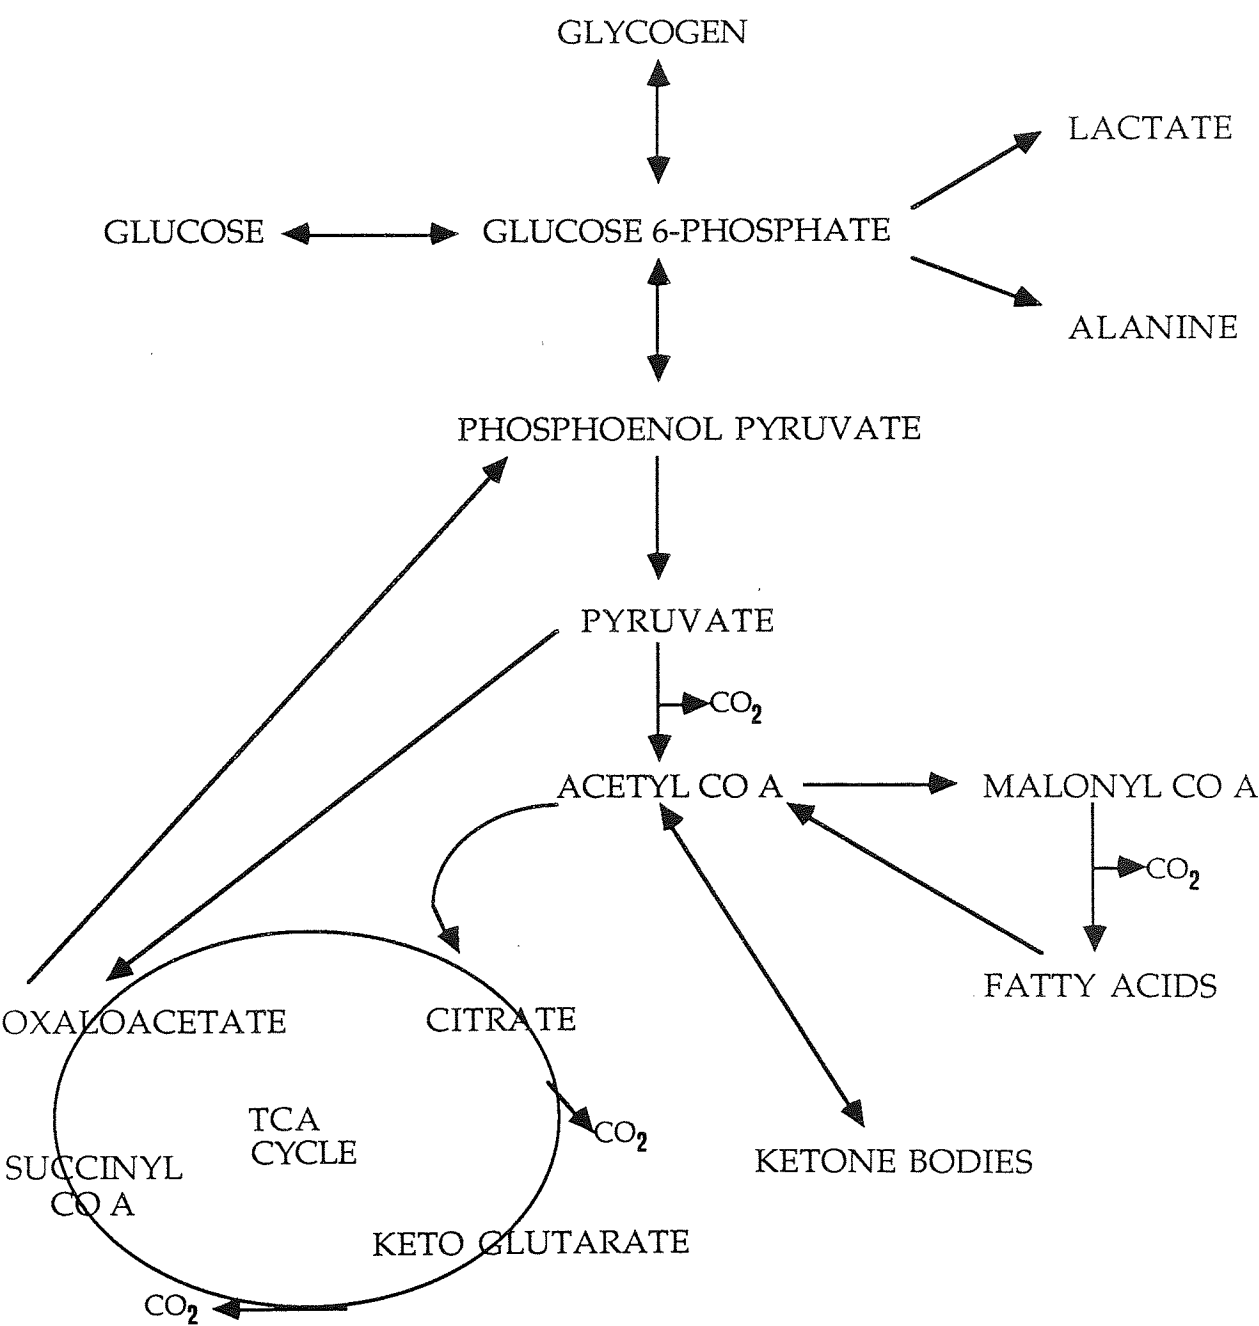 GLYCOGEN
LACTATE
GLUCOSE
GLUCOSE 6-PHOSPHATE
ALANINE
PHOSPHOENOL PYRUVATE
PYRUVATE
CO2
ACETYL CO A
MALONYL CO A
CO2
FATTY ACIDS
OXALOACETATE
CITRATE
TCA
CYCLE
CO2
SUCCINYL
CO A
KETONE BODIES
KETO GLUTARATE
CO2